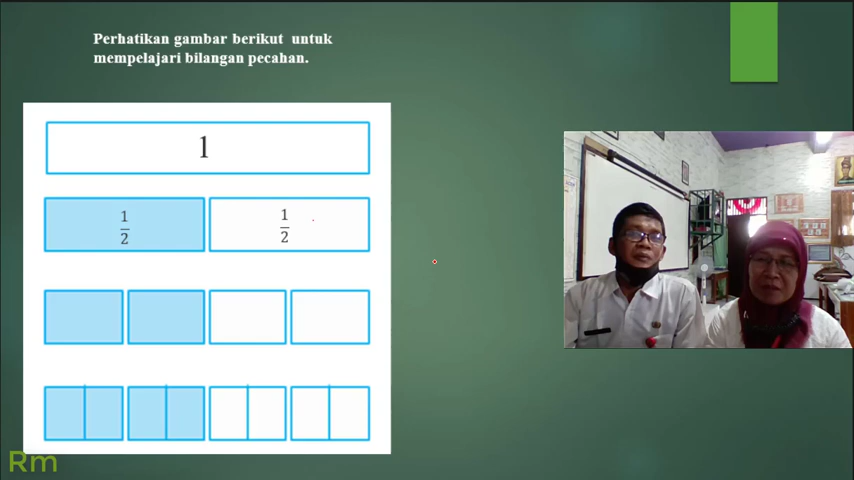 Perhatikan gambar berikut untuk
mempelajari bilangan pecahan.
1
1/2 1/2
Rm